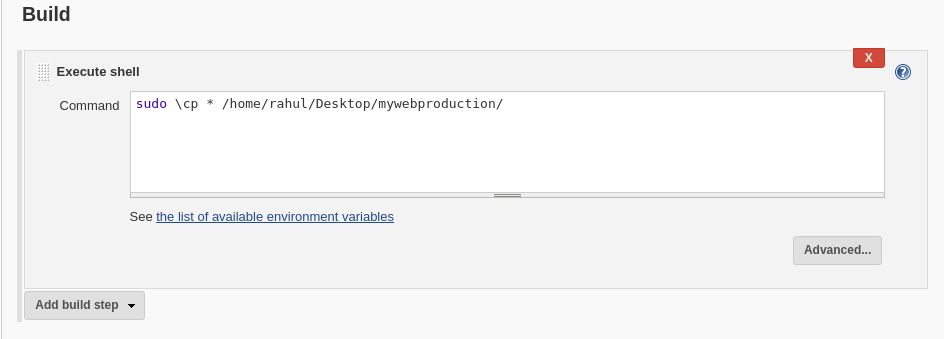 Build
X
Execute shell
?
Command
sudo \cp * /home/rahul/Desktop/mywebproduction/
See the list of available environment variables
Advanced...
Add build step